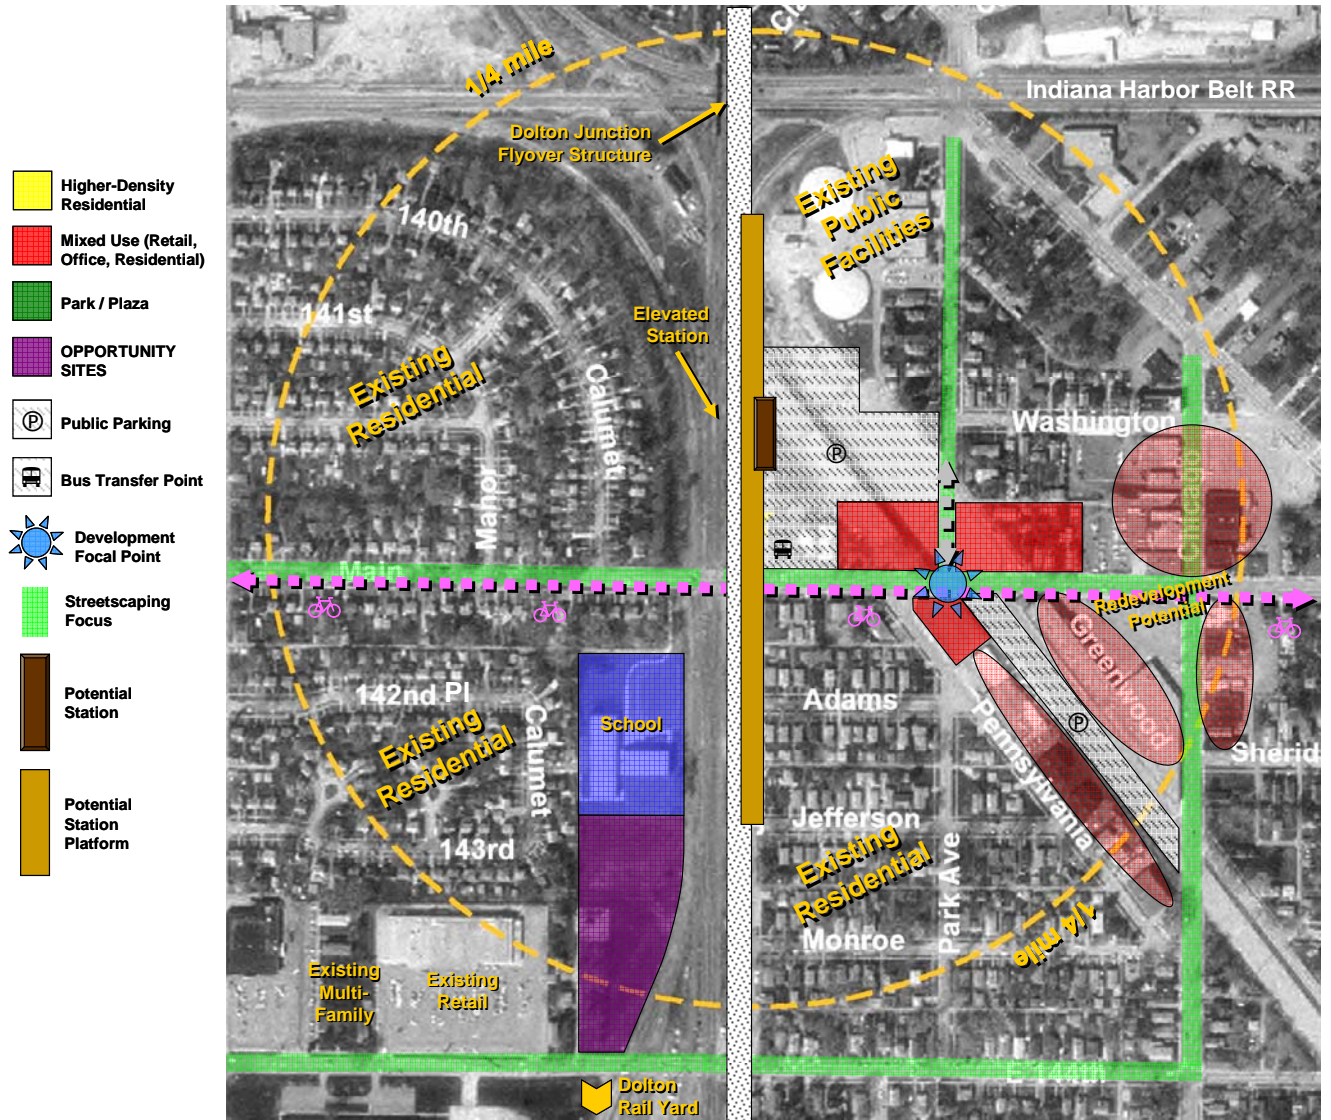 Indiana Harbor Belt RR
1/4 mile
Dolton Junction
Flyover Structure
Existing
Public
Facilities
Higher-Density
Residential
Mixed Use (Retail,
Office, Residential)
Park / Plaza
OPPORTUNITY
SITES
P
Public Parking
Bus Transfer Point
Development
Focal Point
Streetscaping
Focus
Potential
Station
Potential
Station
Platform
140th
141st
Elevated
Station
Existing
Residential
Calumet
Manor
Washington
Chicago
P
Main
Redevelopment
Potential
Greenwood
142nd Pl
Calumet
School
Adams
Pennsylvania
P
Sherid
Existing
Residential
Jefferson
143rd
Existing
Residential
Park Ave
Monroe
1/4 mile
Existing
Multi-
Family
Existing
Retail
Dolton
Rail Yard